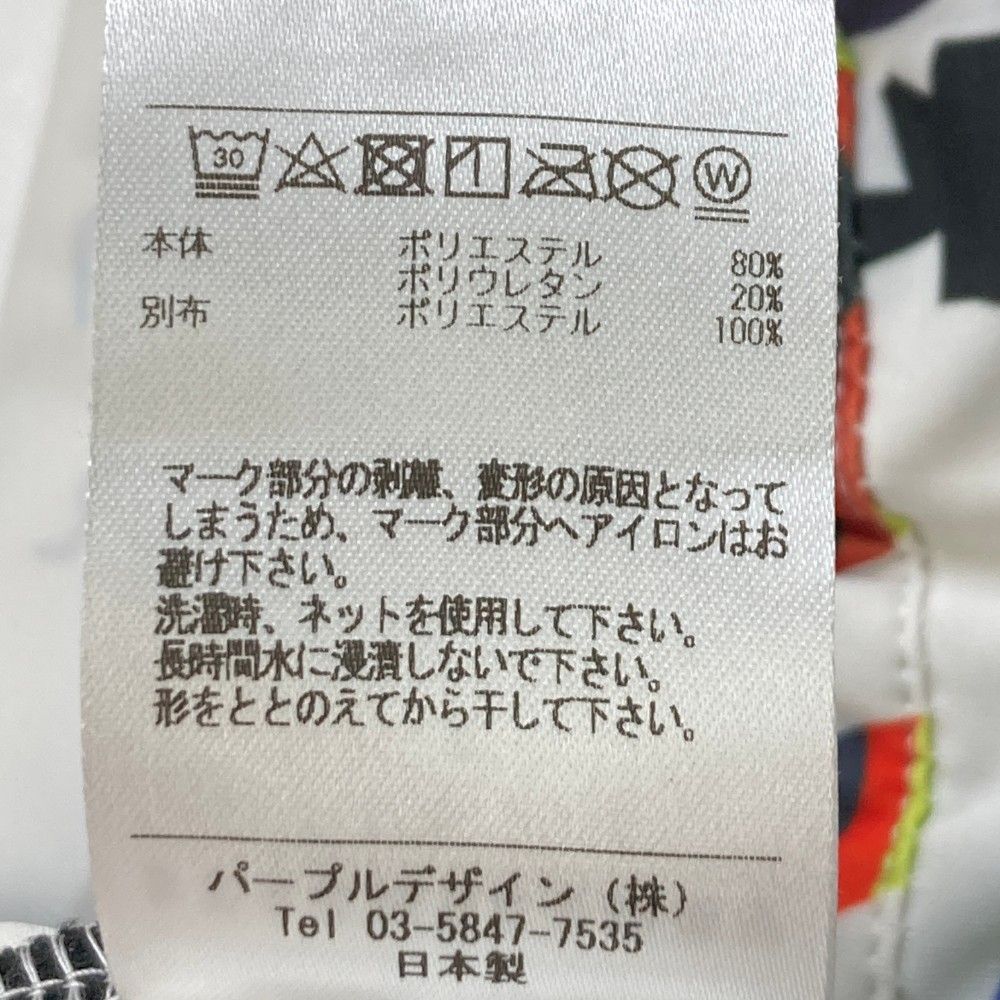 30
W
本体 ポリエステル 80%
ポリウレタン 20%
別布 ポリエステル 100%
マーク部分の剥離、変形の原因となって
しまうため、マーク部分へアイロンはお
避け下さい。
洗濯時、ネットを使用して下さい。
長時間水に浸漬しないで下さい。
形をととのえてから干して下さい。
パープルデザイン(株)
Tel 03-5847-7535
日本製